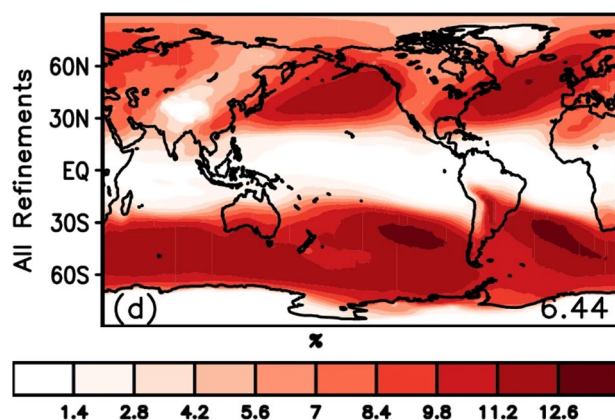 All Refinements
60N
30N
EQ
30S
60S
(d)
6.44
%
1.4 2.8 4.2 5.6 7 8.4 9.8 11.2 12.6